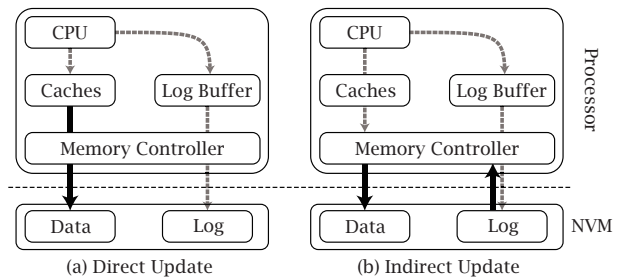 CPU
Caches
Log Buffer
Memory Controller
Data
Log
(a) Direct Update
CPU
Caches
Log Buffer
Memory Controller
Data
Log
(b) Indirect Update
Processor
NVM